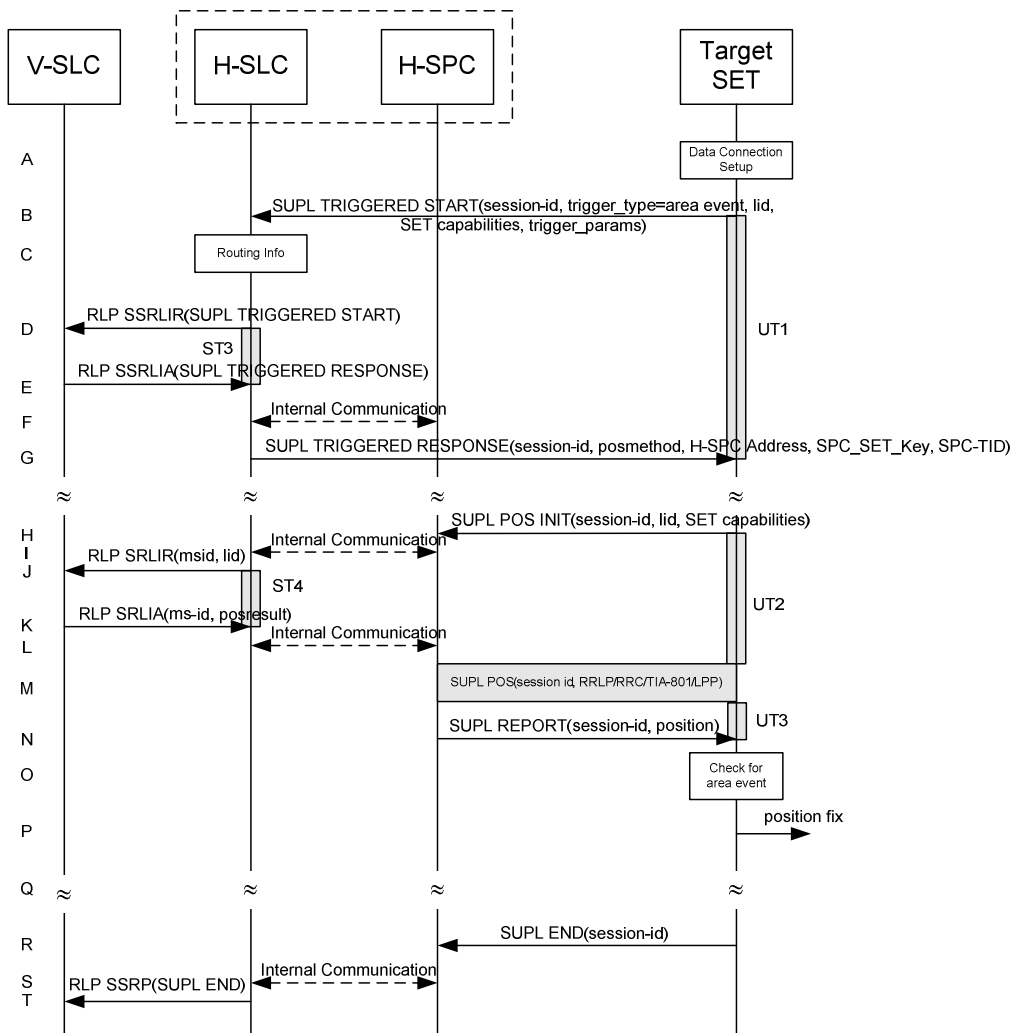 V-SLC
H-SLC
H-SPC
Target
SET
A
Data Connection
Setup
B
SUPL TRIGGERED START(session-id, trigger_type=area event, lid,
SET capabilities, trigger_params)
C
Routing Info
D
RLP SSRLIR(SUPL TRIGGERED START)
UT1
ST3
E
RLP SSRLIA(SUPL TRIGGERED RESPONSE)
F
Internal Communication
G
SUPL TRIGGERED RESPONSE(session-id, posmethod, H-SPC Address, SPC_SET_Key, SPC-TID)
≈ ≈ ≈ ≈
H
SUPL POS INIT(session-id, lid, SET capabilities)
I
Internal Communication
J
RLP SRLIR(msid, lid)
ST4
UT2
K
RLP SRLIA(ms-id, posresult)
L
Internal Communication
M
SUPL POS(session id, RRLP/RRC/TIA-801/LPP)
UT3
N
SUPL REPORT(session-id, position)
O
Check for
area event
P
position fix
Q
≈ ≈ ≈ ≈
R
SUPL END(session-id)
S
Internal Communication
T
RLP SSRP(SUPL END)